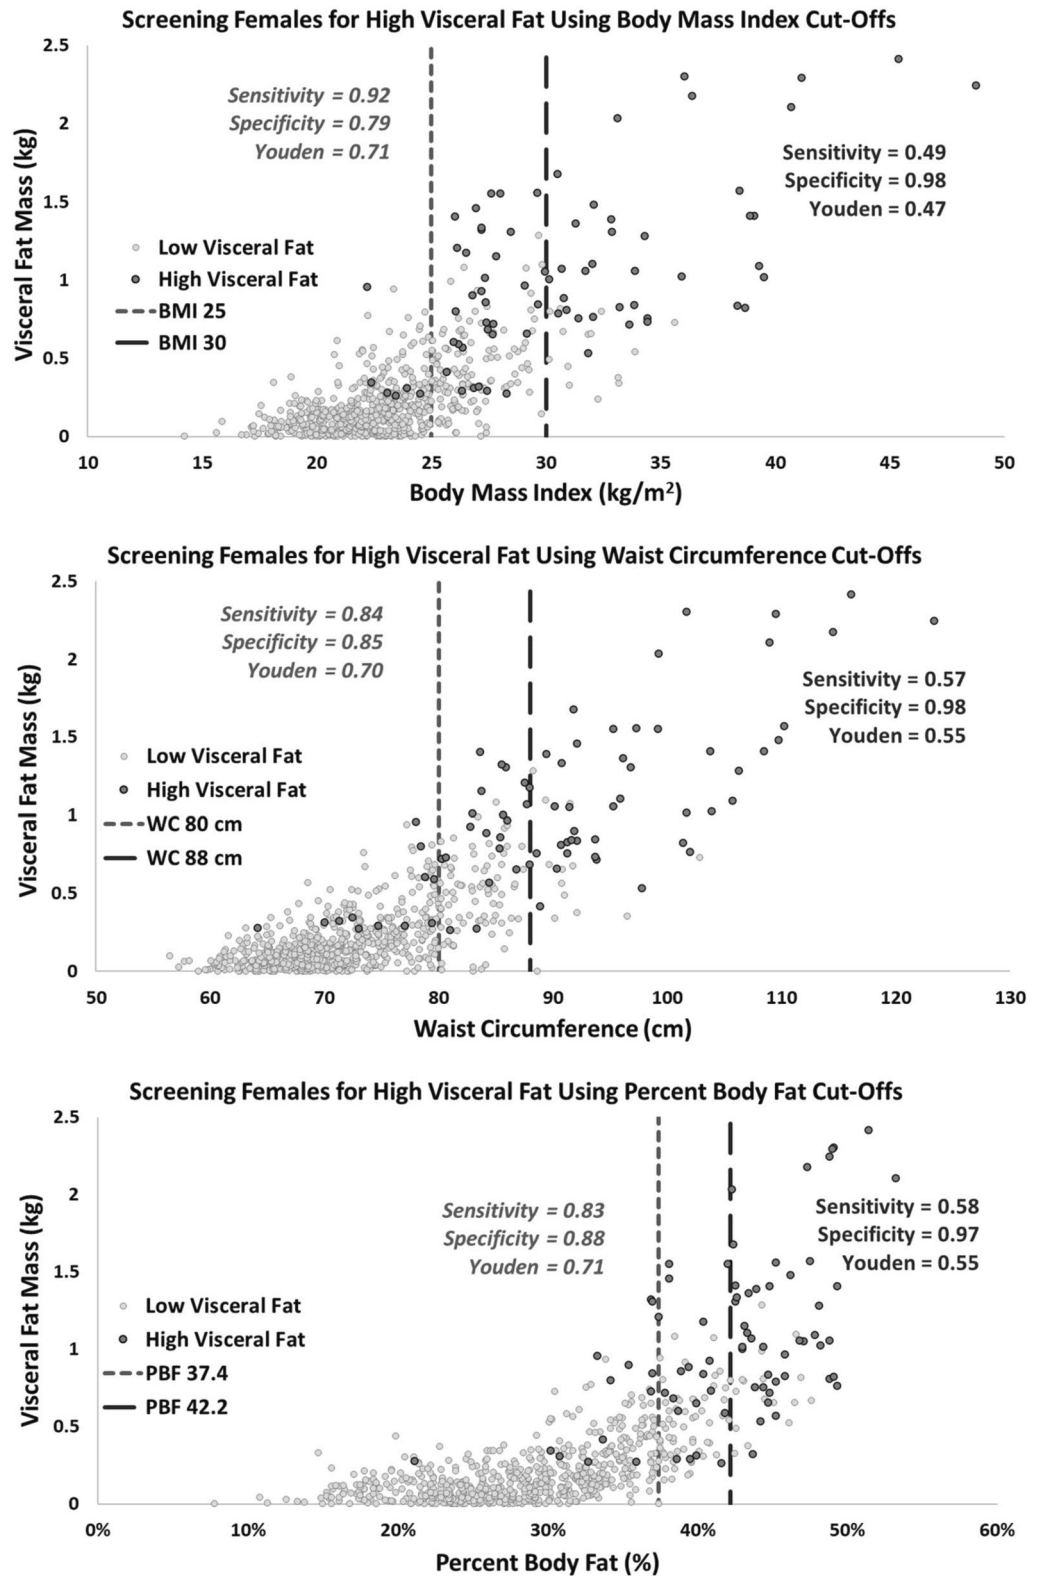 Screening Females for High Visceral Fat Using Body Mass Index Cut-Offs
2.5
2
1.5
1
0.5
0
Visceral Fat Mass (kg)
Sensitivity = 0.92
Specificity = 0.79
Youden = 0.71
Sensitivity = 0.49
Specificity = 0.98
Youden = 0.47
Low Visceral Fat
High Visceral Fat
BMI 25
BMI 30
10 15 20 25 30 35 40 45 50
Body Mass Index (kg/m²)
Screening Females for High Visceral Fat Using Waist Circumference Cut-Offs
2.5
2
1.5
1
0.5
0
Visceral Fat Mass (kg)
Sensitivity = 0.84
Specificity = 0.85
Youden = 0.70
Sensitivity = 0.57
Specificity = 0.98
Youden = 0.55
Low Visceral Fat
High Visceral Fat
WC 80 cm
WC 88 cm
50 60 70 80 90 100 110 120 130
Waist Circumference (cm)
Screening Females for High Visceral Fat Using Percent Body Fat Cut-Offs
2.5
2
1.5
1
0.5
0
Visceral Fat Mass (kg)
Sensitivity = 0.83
Specificity = 0.88
Youden = 0.71
Sensitivity = 0.58
Specificity = 0.97
Youden = 0.55
Low Visceral Fat
High Visceral Fat
PBF 37.4
PBF 42.2
0% 10% 20% 30% 40% 50% 60%
Percent Body Fat (%)